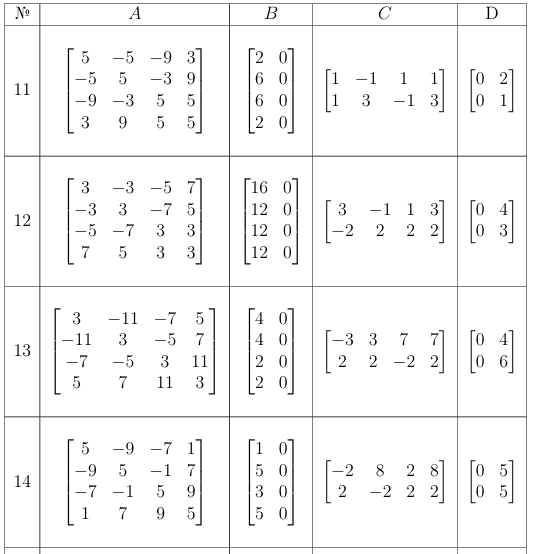 № A B C D
11
5 −5 −9 3
−5 5 −3 9
−9 −3 5 5
3 9 5 5
2 0
6 0
6 0
2 0
1 −1 1 1
1 3 −1 3
0 2
0 1
12
3 −3 −5 7
−3 3 −7 5
−5 −7 3 3
7 5 3 3
16 0
12 0
12 0
12 0
3 −1 1 3
−2 2 2 2
0 4
0 3
13
3 −11 −7 5
−11 3 −5 7
−7 −5 3 11
5 7 11 3
4 0
4 0
2 0
2 0
−3 3 7 7
2 2 −2 2
0 4
0 6
14
5 −9 −7 1
−9 5 −1 7
−7 −1 5 9
1 7 9 5
1 0
5 0
3 0
5 0
−2 8 2 8
2 −2 2 2
0 5
0 5